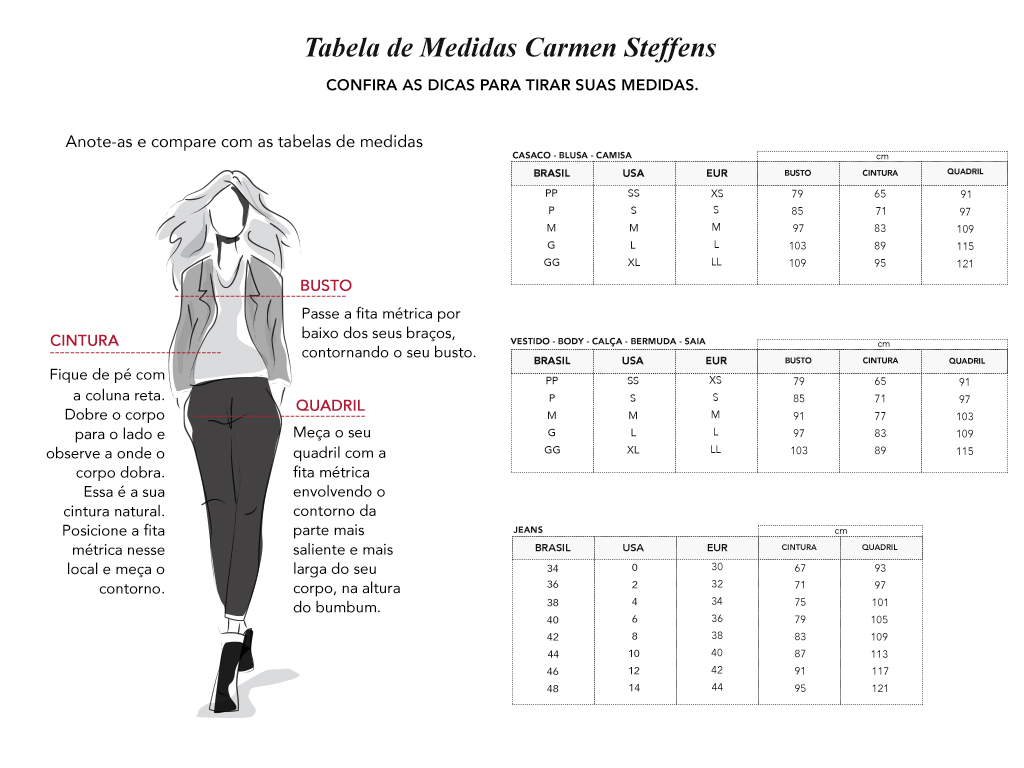 Tabela de Medidas Carmen Steffens
CONFIRA AS DICAS PARA TIRAR SUAS MEDIDAS.
Anote-as e compare com as tabelas de medidas
BUSTO
Passe a fita métrica por
baixo dos seus braços,
contornando o seu busto.
CINTURA
Fique de pé com
a coluna reta.
Dobre o corpo
para o lado e
observe a onde o
corpo dobra.
Essa é a sua
cintura natural.
Posicione a fita
métrica nesse
local e meça o
contorno.
QUADRIL
Meça o seu
quadril com a
fita métrica
envolvendo o
contorno da
parte mais
saliente e mais
larga do seu
corpo, na altura
do bumbum.
CASACO - BLUSA - CAMISA cm
BRASIL USA EUR BUSTO CINTURA QUADRIL
PP SS XS 79 65 91
P S S 85 71 97
M M M 97 83 109
G L L 103 89 115
GG XL LL 109 95 121
VESTIDO - BODY - CALÇA - BERMUDA - SAIA cm
BRASIL USA EUR BUSTO CINTURA QUADRIL
PP SS XS 79 65 91
P S S 85 71 97
M M M 91 77 103
G L L 97 83 109
GG XL LL 103 89 115
JEANS cm
BRASIL USA EUR CINTURA QUADRIL
34 0 30 67 93
36 2 32 71 97
38 4 34 75 101
40 6 36 79 105
42 8 38 83 109
44 10 40 87 113
46 12 42 91 117
48 14 44 95 121